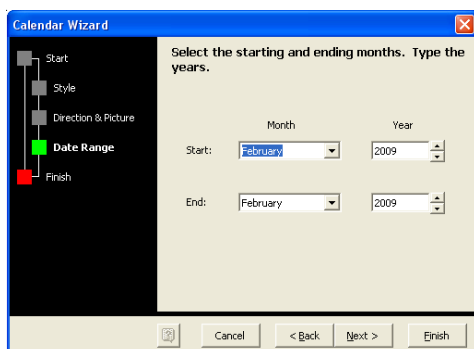 Calendar Wizard
Start
Style
Direction & Picture
Date Range
Finish
Select the starting and ending months. Type the
years.
Month Year
Start: February 2009
End: February 2009
Cancel < Back Next > Finish